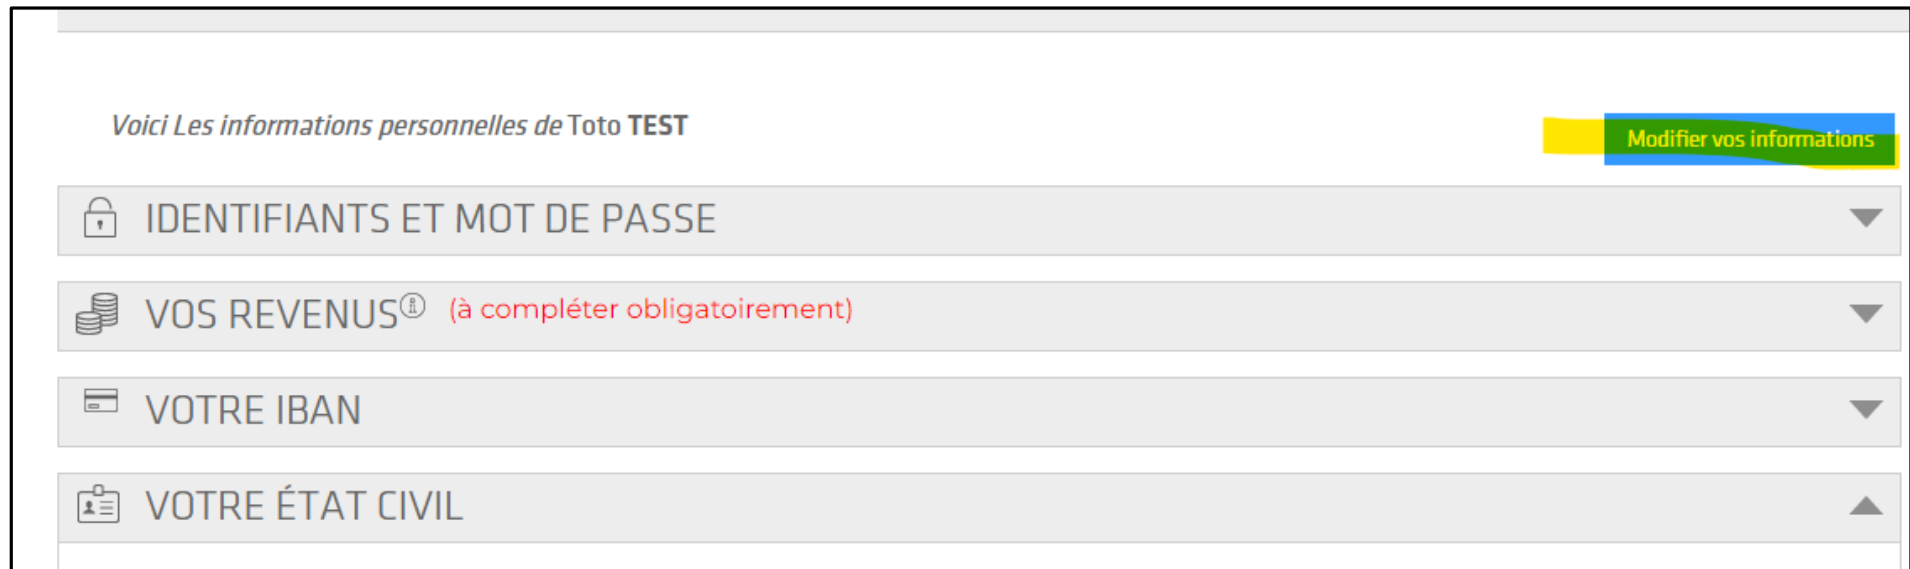 Voici Les informations personnelles de Toto TEST
Modifier vos informations
IDENTIFIANTS ET MOT DE PASSE
VOS REVENUS (à compléter obligatoirement)
VOTRE IBAN
VOTRE ÉTAT CIVIL